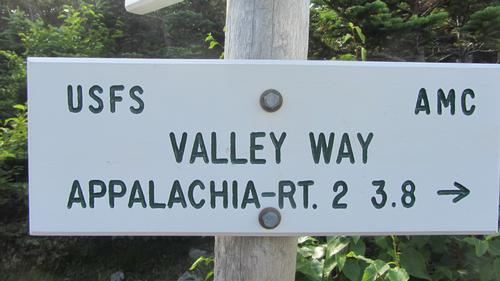 USFS AMC
VALLEY WAY
APPALACHIA-RT. 2 3.8 →